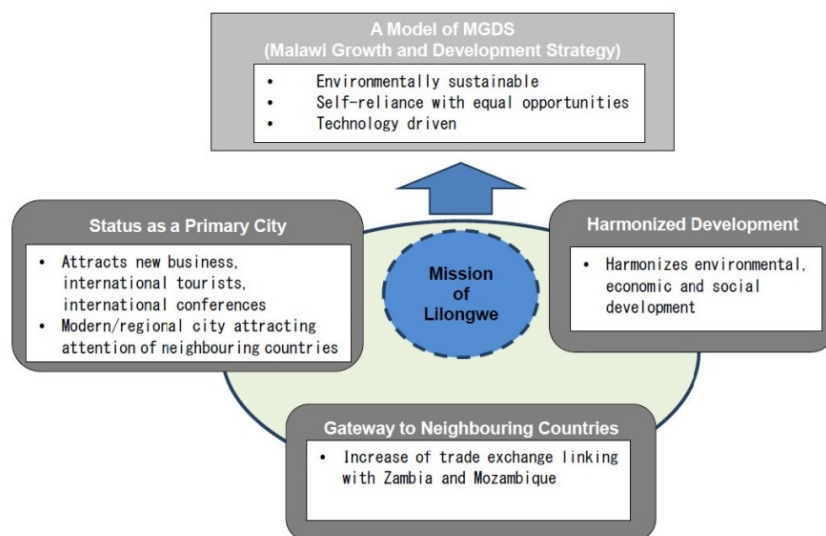 A Model of MGDS
(Malawi Growth and Development Strategy)
• Environmentally sustainable
• Self-reliance with equal opportunities
• Technology driven
Status as a Primary City
• Attracts new business,
international tourists,
international conferences
• Modern/regional city attracting
attention of neighbouring countries
Mission
of
Lilongwe
Harmonized Development
• Harmonizes environmental,
economic and social
development
Gateway to Neighbouring Countries
• Increase of trade exchange linking
with Zambia and Mozambique